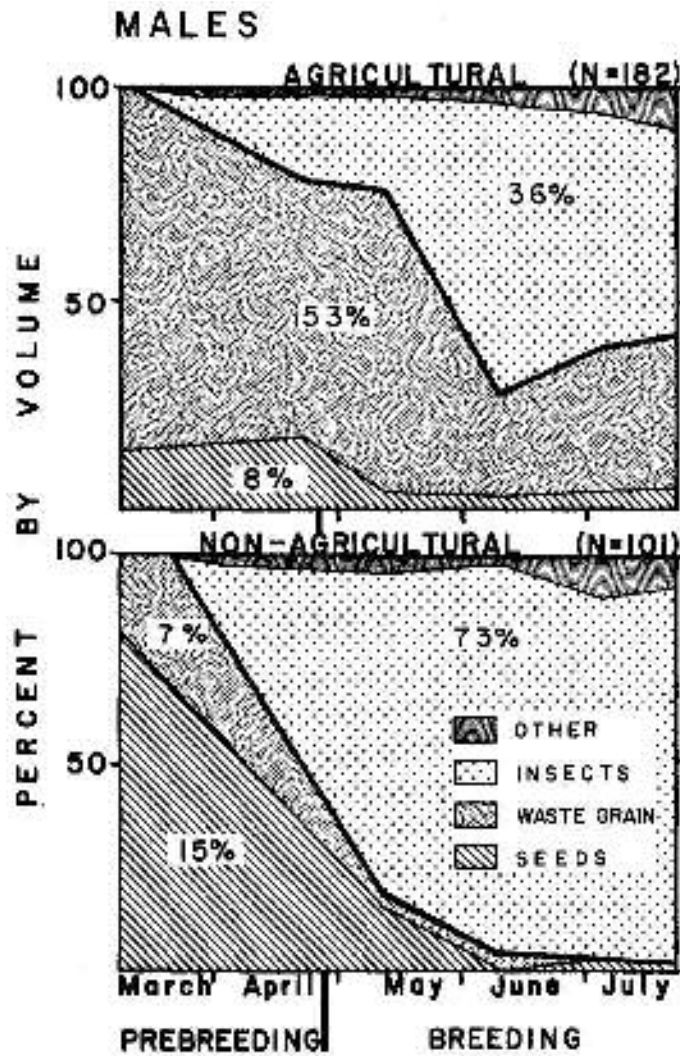 MALES
AGRICULTURAL (N=182)
100
36%
50
53%
8%
NON-AGRICULTURAL (N=101)
100
7%
73%
OTHER
50
INSECTS
WASTE GRAIN
15%
SEEDS
PERCENT BY VOLUME
March April May June July
PREBREEDING BREEDING